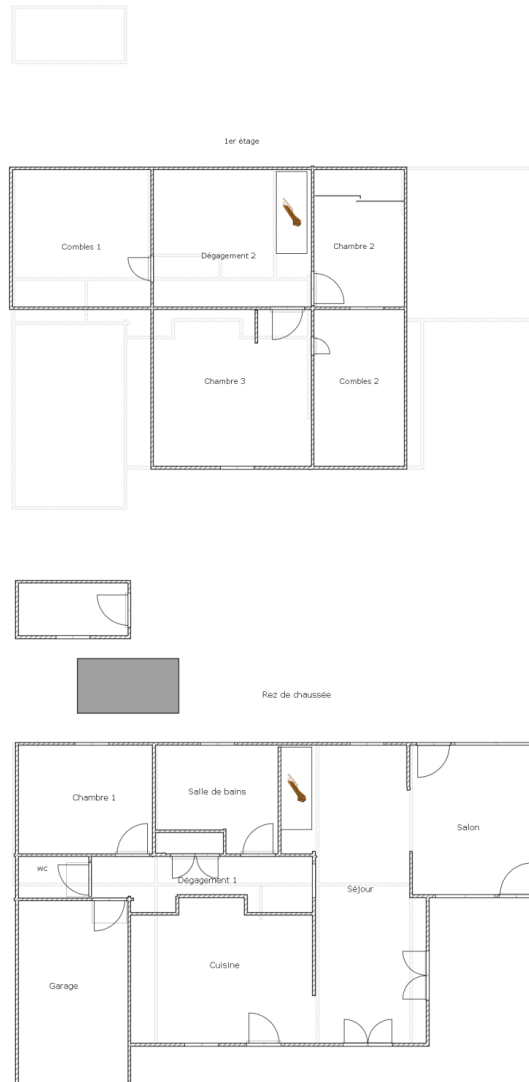 1er étage
Combles 1
Dégagement 2
Chambre 2
Chambre 3
Combles 2
Rez de chaussée
Chambre 1
Salle de bains
Salon
wc
Dégagement 1
Séjour
Cuisine
Garage